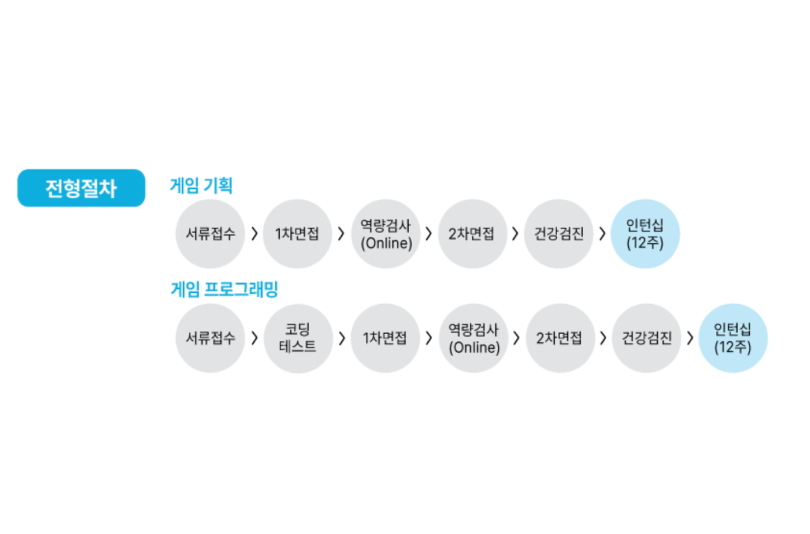 전형절차
게임 기획
서류접수 > 1차면접 > 역량검사 (Online) > 2차면접 > 건강검진 > 인턴십 (12주)
게임 프로그래밍
서류접수 > 코딩 테스트 > 1차면접 > 역량검사 (Online) > 2차면접 > 건강검진 > 인턴십 (12주)